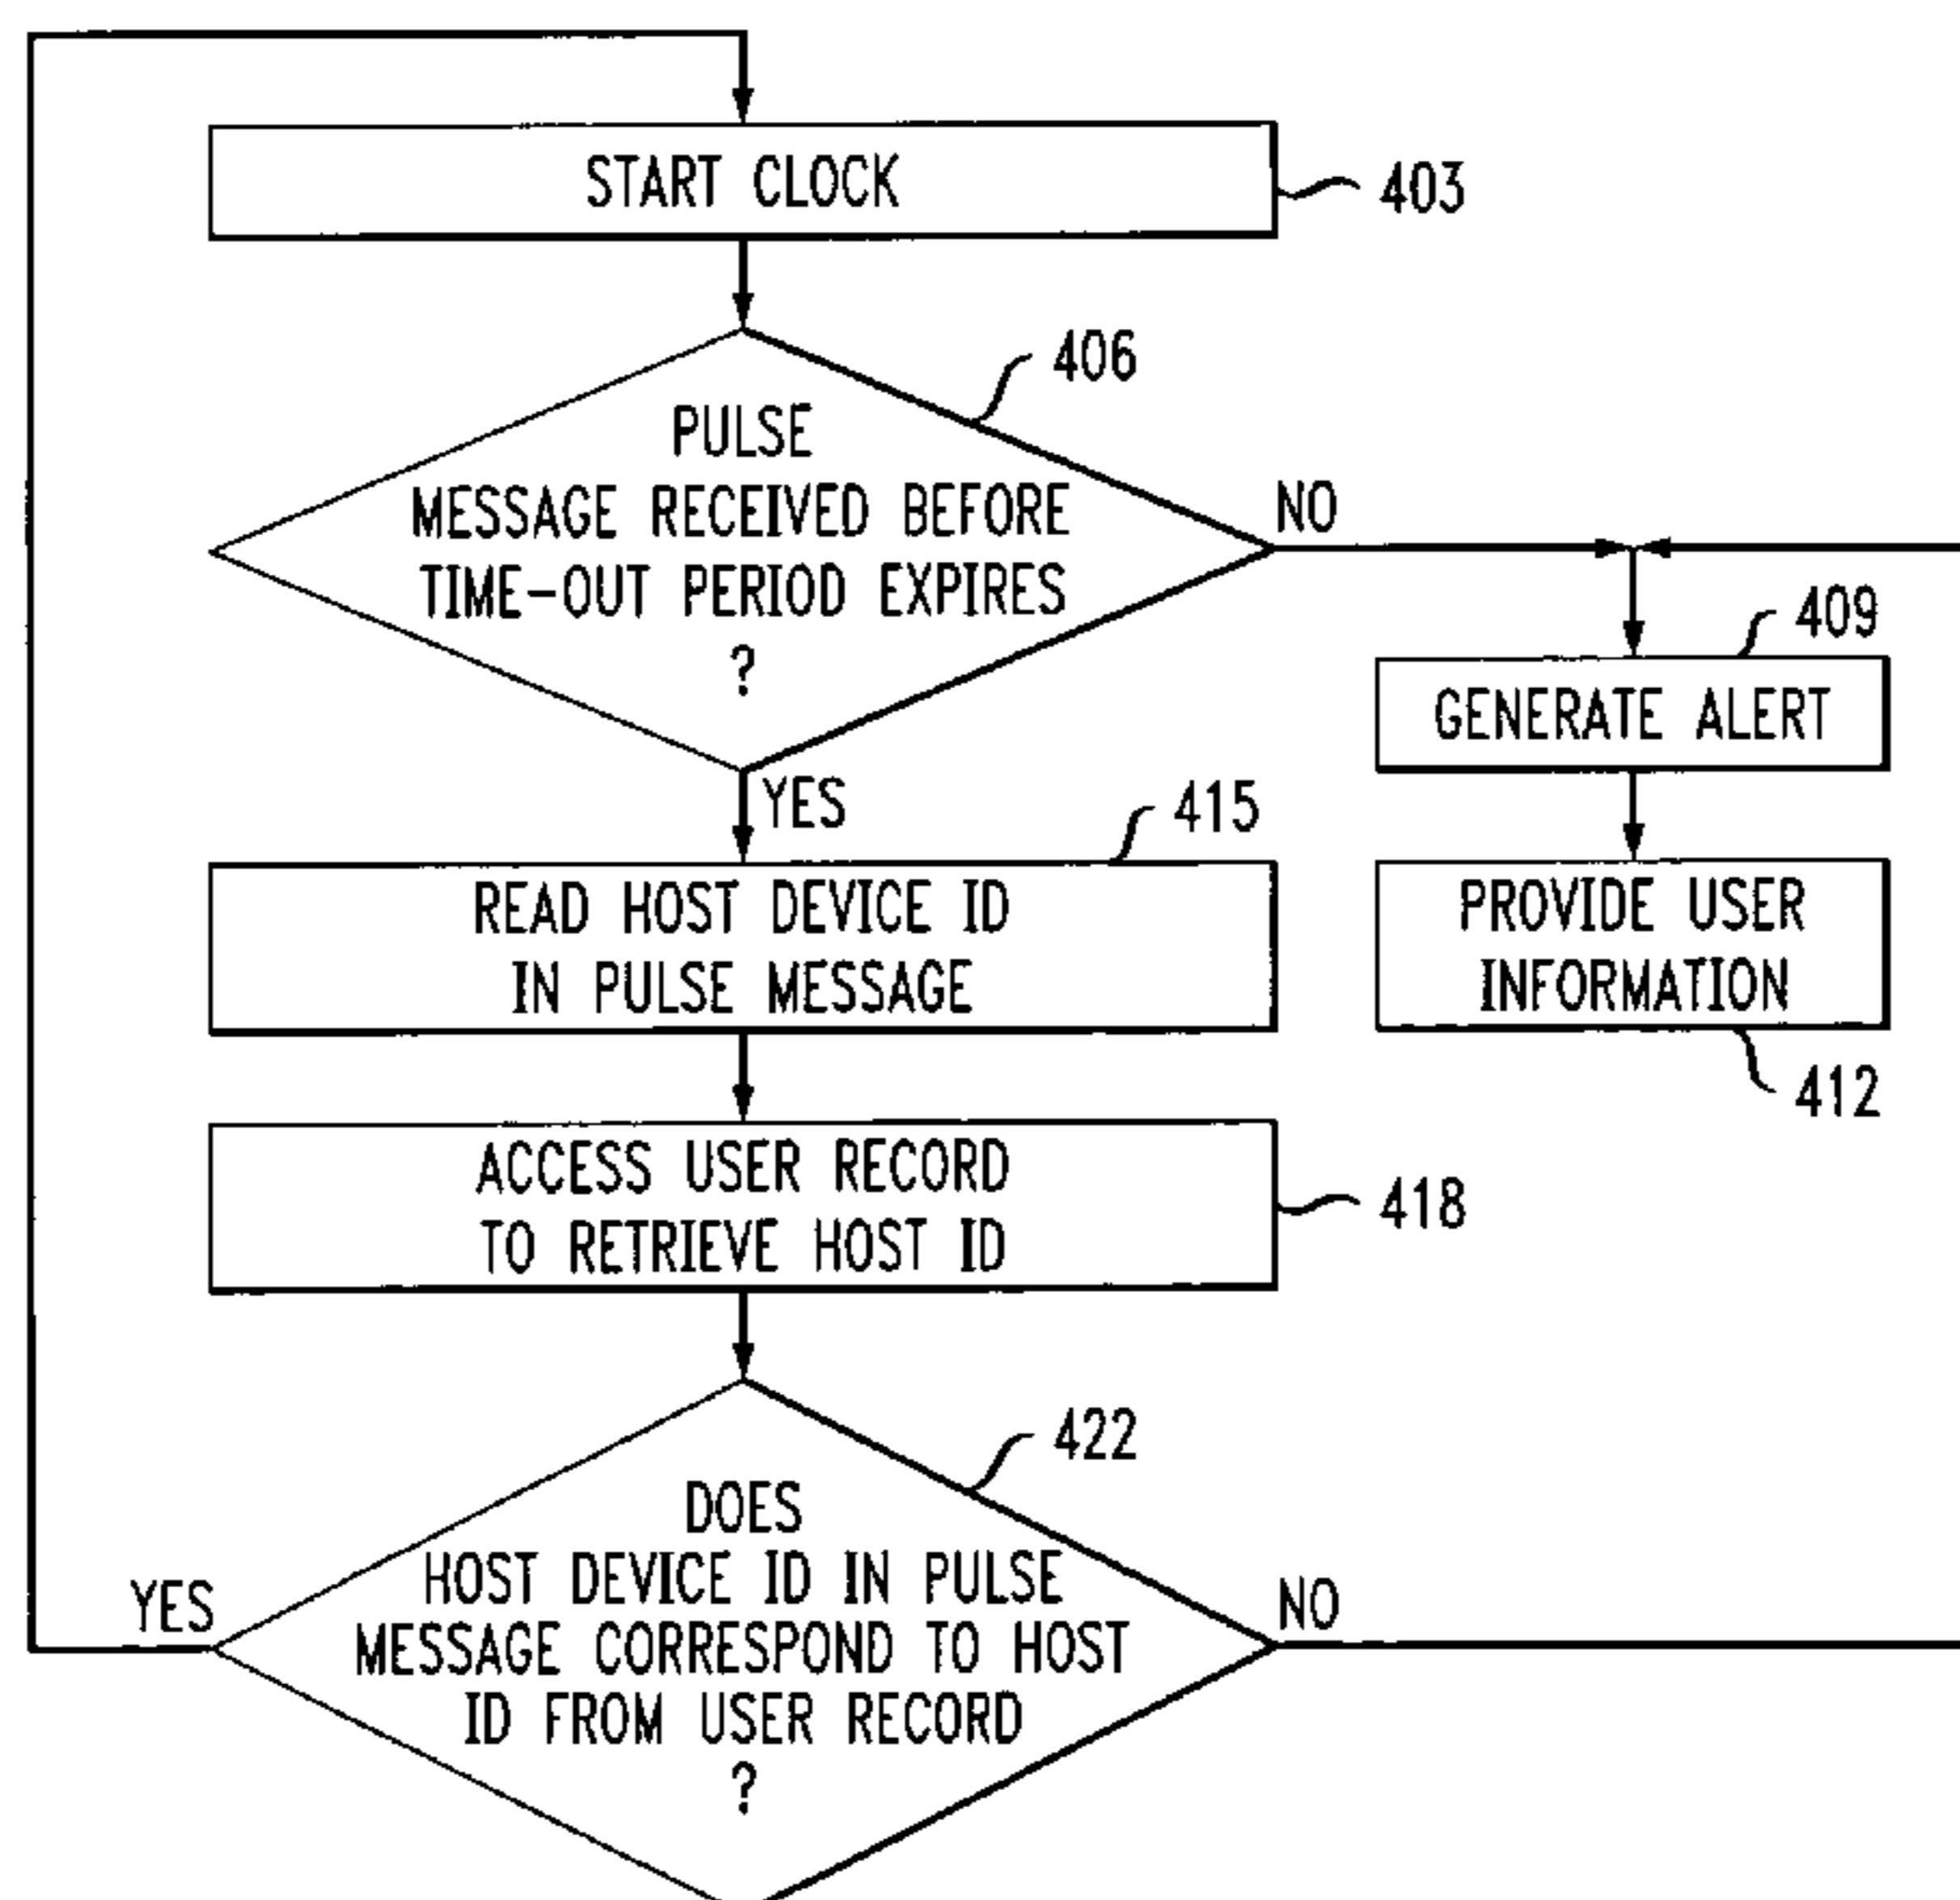 START CLOCK
403
406
PULSE
MESSAGE RECEIVED BEFORE
TIME-OUT PERIOD EXPIRES
?
NO
409
GENERATE ALERT
YES
415
READ HOST DEVICE ID
IN PULSE MESSAGE
PROVIDE USER
INFORMATION
412
ACCESS USER RECORD
TO RETRIEVE HOST ID
418
422
DOES
HOST DEVICE ID IN PULSE
MESSAGE CORRESPOND TO HOST
ID FROM USER RECORD
?
YES
NO